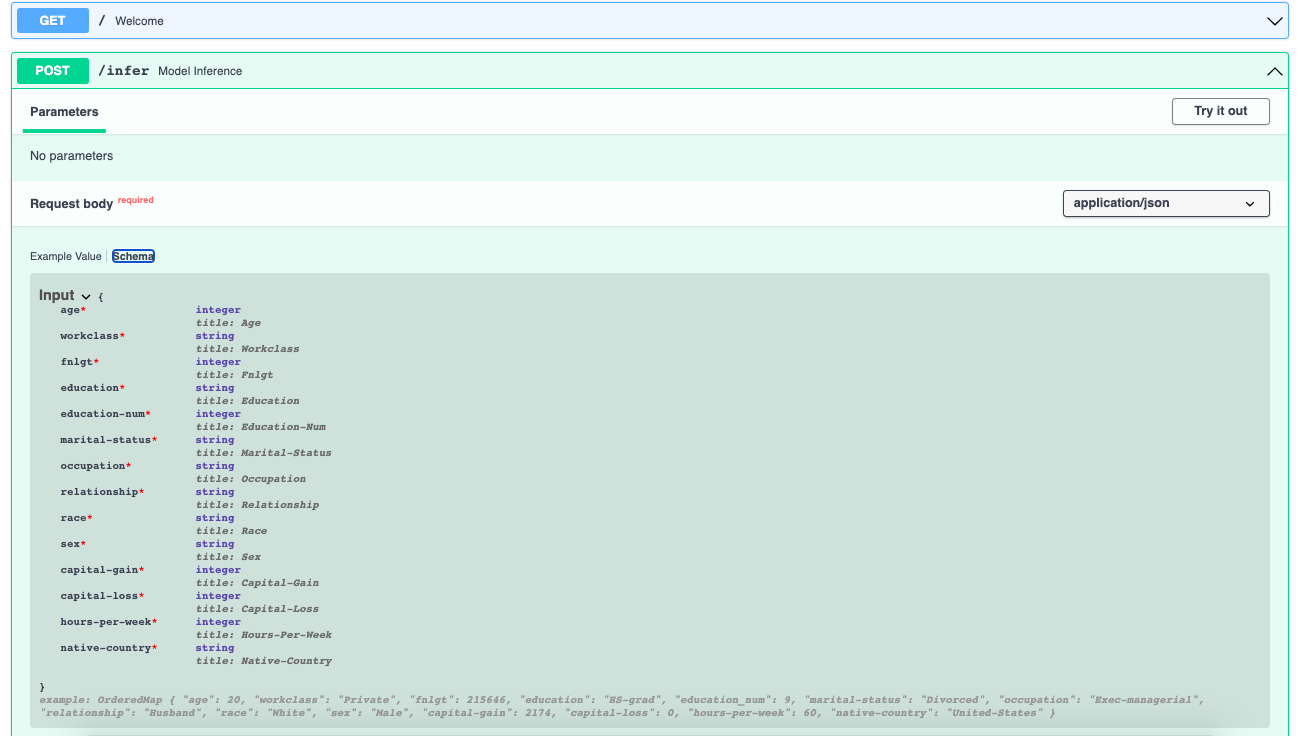 GET / Welcome
POST /infer Model Inference
Parameters Try it out
No parameters
Request body required application/json
Example Value Schema
Input {
age* integer
title: Age
workclass* string
title: Workclass
fnlgt* integer
title: Fnlgt
education* string
title: Education
education-num* integer
title: Education-Num
marital-status* string
title: Marital-Status
occupation* string
title: Occupation
relationship* string
title: Relationship
race* string
title: Race
sex* string
title: Sex
capital-gain* integer
title: Capital-Gain
capital-loss* integer
title: Capital-Loss
hours-per-week* integer
title: Hours-Per-Week
native-country* string
title: Native-Country
}
example: OrderedMap { "age": 20, "workclass": "Private", "fnlgt": 215646, "education": "HS-grad", "education_num": 9, "marital-status": "Divorced", "occupation": "Exec-managerial",
"relationship": "Husband", "race": "White", "sex": "Male", "capital-gain": 2174, "capital-loss": 0, "hours-per-week": 60, "native-country": "United-States" }